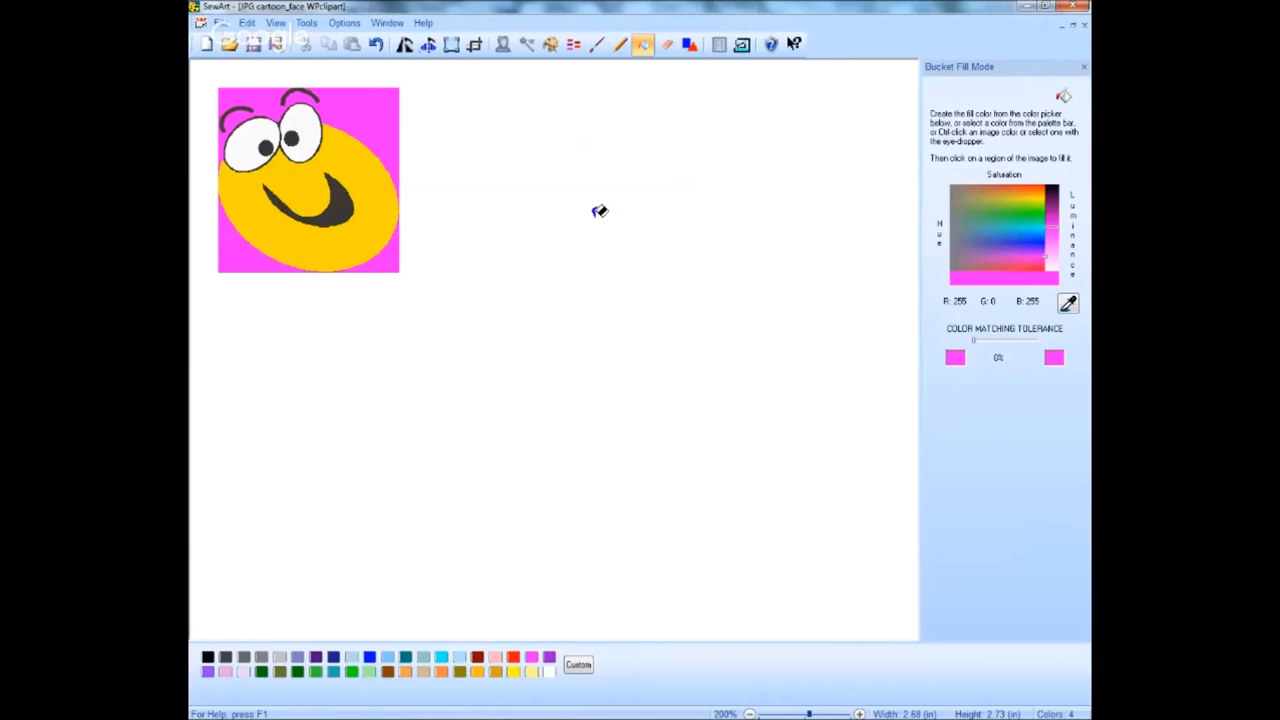 SewArt - [JPG cartoon_face WPclipart]
Edit View Tools Options Window Help
Google
Bucket Fill Mode
Create the fill color from the color picker
below, or select a color from the palette bar,
or Ctrl-click an image color or select one with
the eye-dropper.
Then click on a region of the image to fill it.
Saturation
Hue
Luminance
R: 255 G: 0 B: 255
COLOR MATCHING TOLERANCE
0%
Custom
For Help, press F1
200%
Width: 2.68 (in) Height: 2.73 (in) Colors: 4